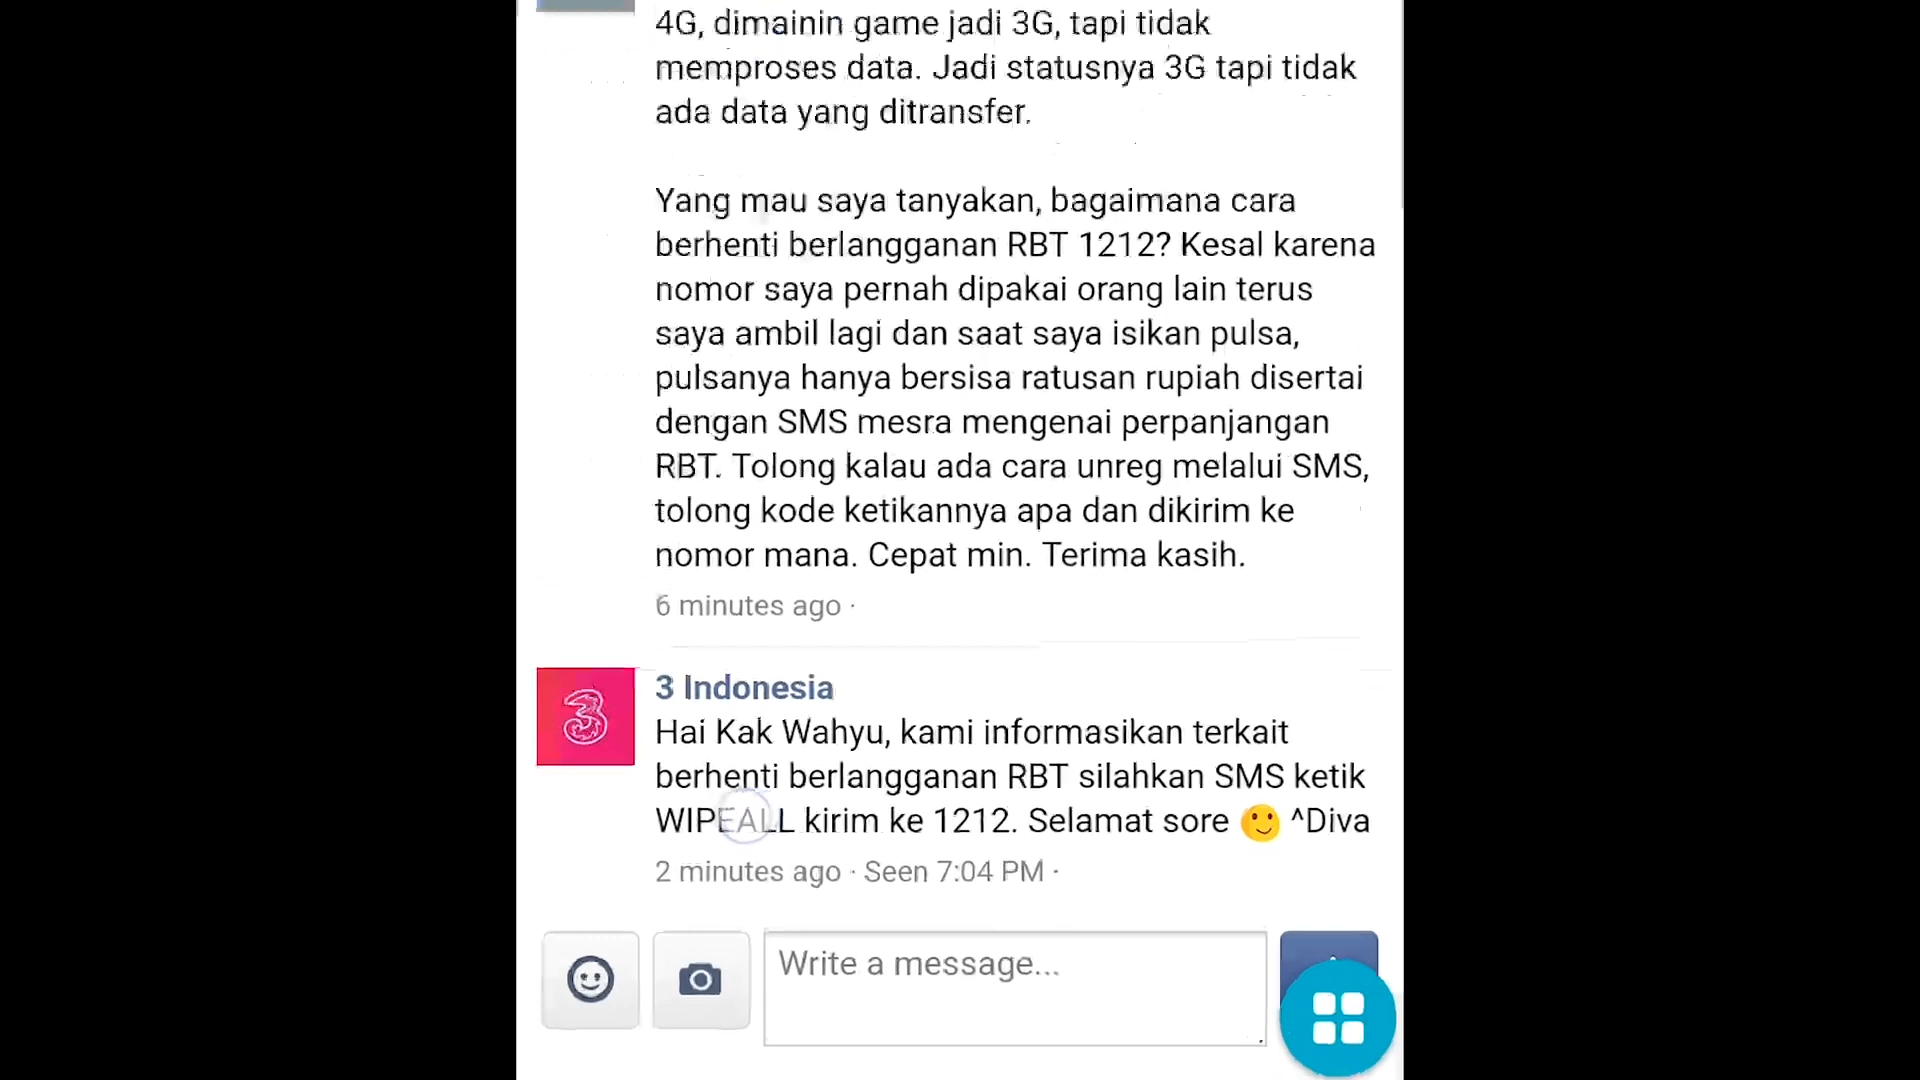 4G, dimainin game jadi 3G, tapi tidak
memproses data. Jadi statusnya 3G tapi tidak
ada data yang ditransfer.
Yang mau saya tanyakan, bagaimana cara
berhenti berlangganan RBT 1212? Kesal karena
nomor saya pernah dipakai orang lain terus
saya ambil lagi dan saat saya isikan pulsa,
pulsanya hanya bersisa ratusan rupiah disertai
dengan SMS mesra mengenai perpanjangan
RBT. Tolong kalau ada cara unreg melalui SMS,
tolong kode ketikannya apa dan dikirim ke
nomor mana. Cepat min. Terima kasih.
6 minutes ago ·
3
3 Indonesia
Hai Kak Wahyu, kami informasikan terkait
berhenti berlangganan RBT silahkan SMS ketik
WIPEALL kirim ke 1212. Selamat sore 🙂 ^Diva
2 minutes ago · Seen 7:04 PM ·
Write a message...